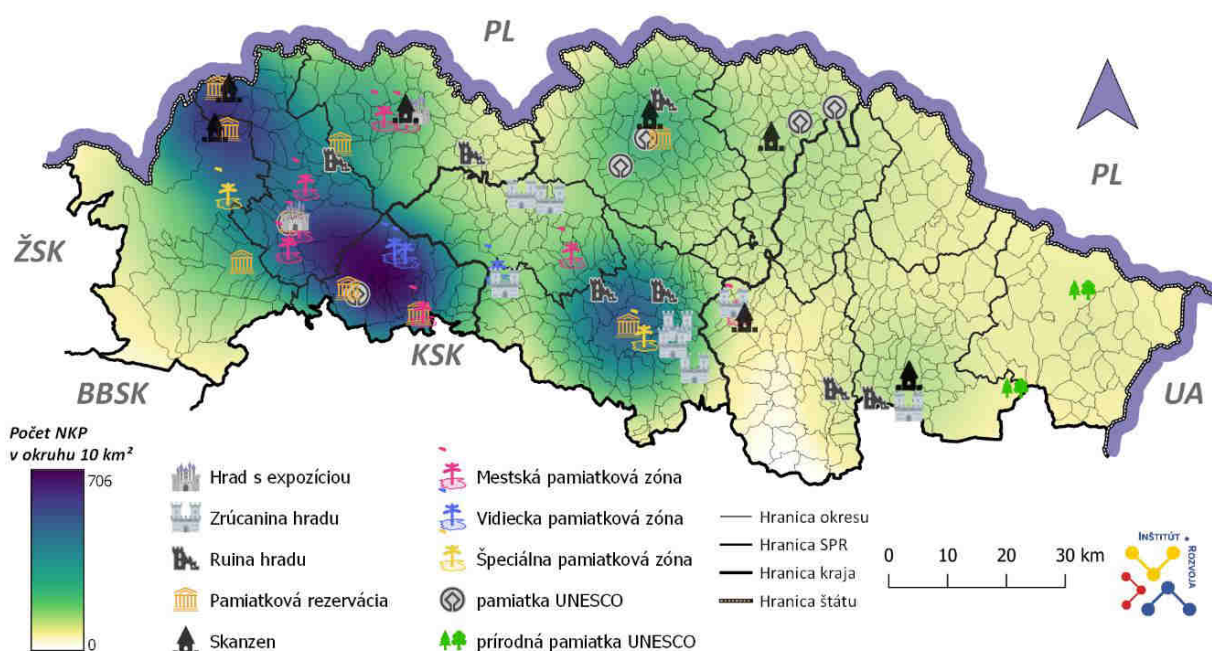 PL
PL
ŽSK
KSK
BBSK
UA
Počet NKP
v okruhu 10 km²
706
0
Hrad s expozíciou
Zrúcanina hradu
Ruina hradu
Pamiatková rezervácia
Skanzen
Mestská pamiatková zóna
Vidiecka pamiatková zóna
Špeciálna pamiatková zóna
pamiatka UNESCO
prírodná pamiatka UNESCO
Hranica okresu
Hranica SPR
Hranica kraja
Hranica štátu
0 10 20 30 km
INŠTITÚT
ROZVOJA